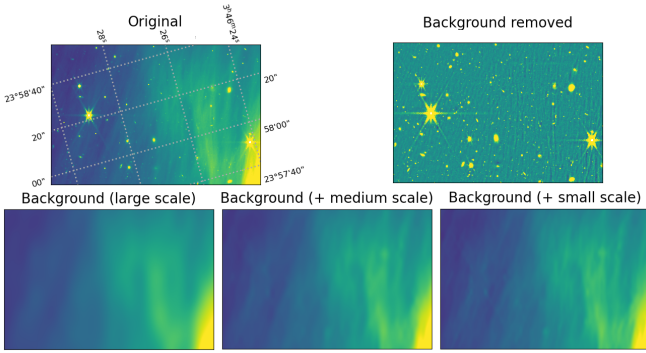 Original
Background removed
28ˢ
26ˢ
3ʰ46ᵐ24ˢ
23°58'40"
20"
00"
20"
58'00"
23°57'40"
Background (large scale)
Background (+ medium scale)
Background (+ small scale)